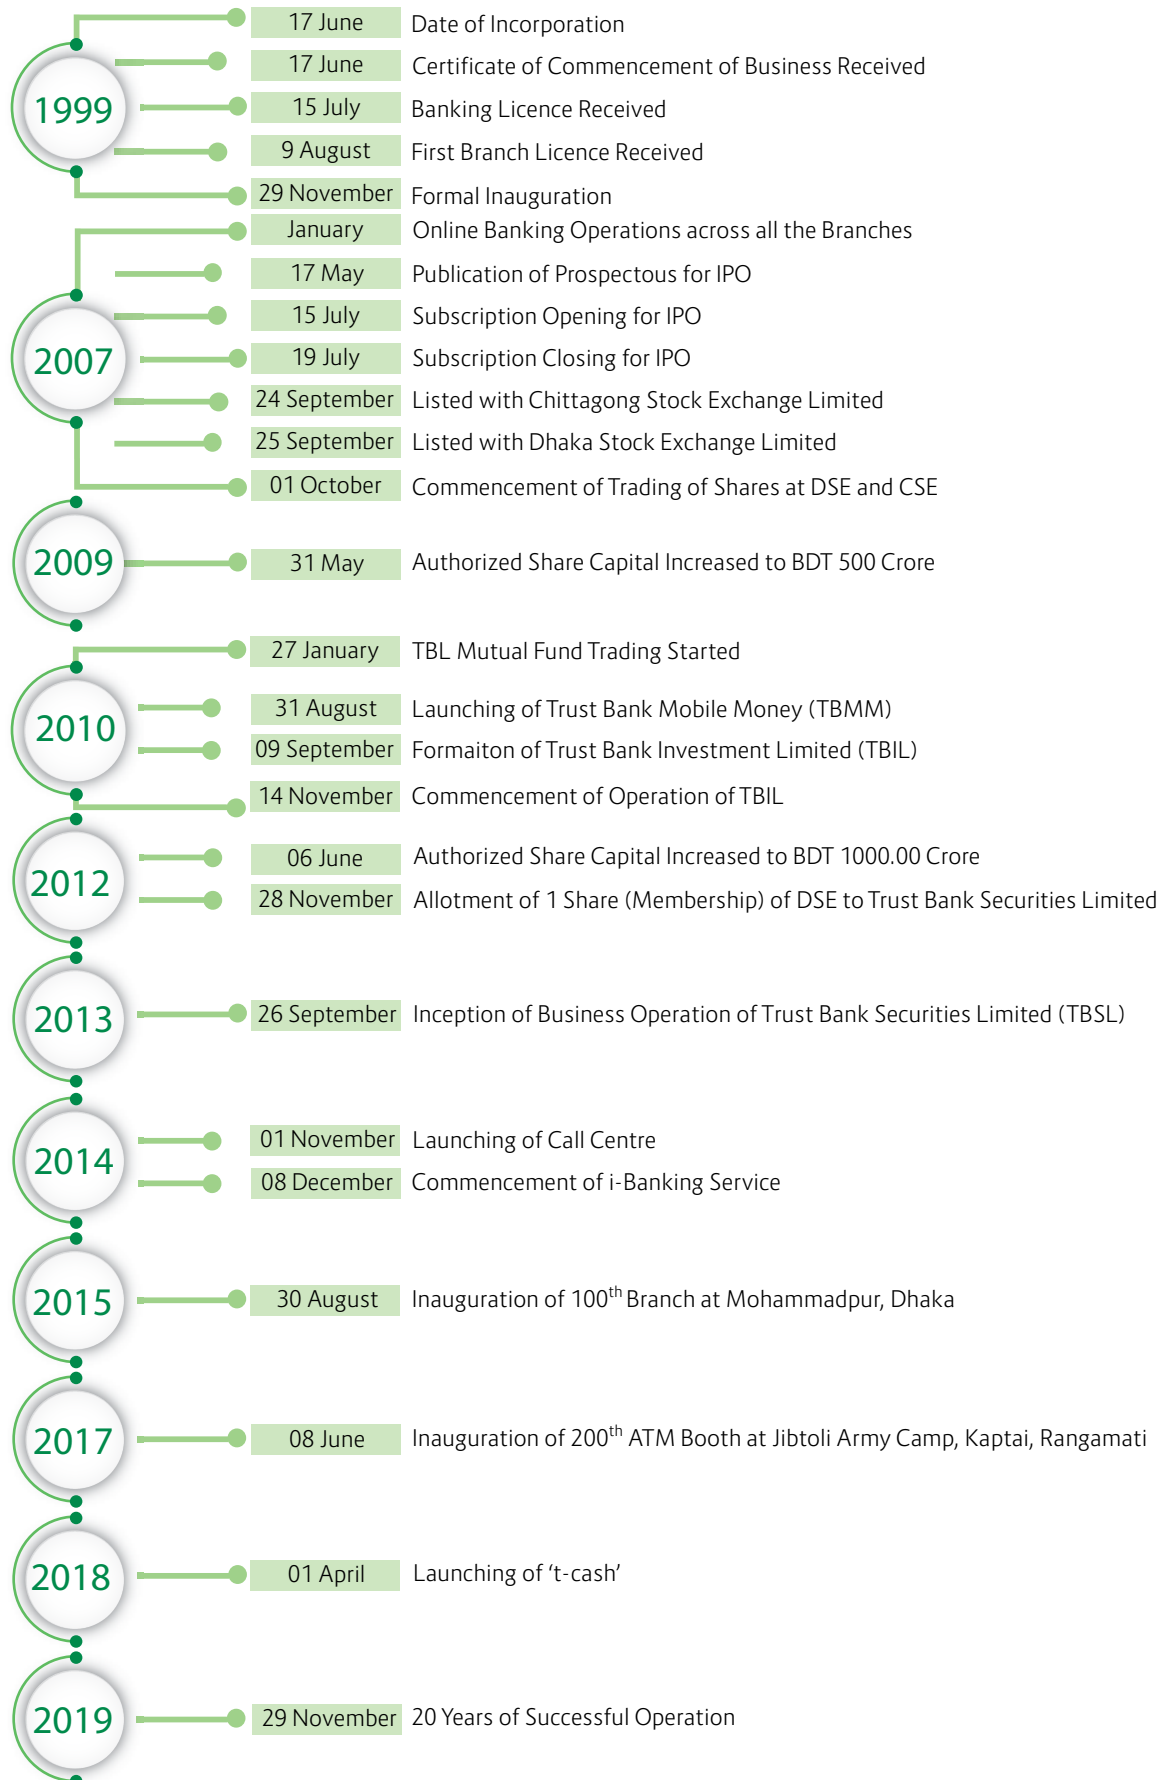 1999
17 June Date of Incorporation
17 June Certificate of Commencement of Business Received
15 July Banking Licence Received
9 August First Branch Licence Received
29 November Formal Inauguration
2007
January Online Banking Operations across all the Branches
17 May Publication of Prospectous for IPO
15 July Subscription Opening for IPO
19 July Subscription Closing for IPO
24 September Listed with Chittagong Stock Exchange Limited
25 September Listed with Dhaka Stock Exchange Limited
01 October Commencement of Trading of Shares at DSE and CSE
2009
31 May Authorized Share Capital Increased to BDT 500 Crore
2010
27 January TBL Mutual Fund Trading Started
31 August Launching of Trust Bank Mobile Money (TBMM)
09 September Formaiton of Trust Bank Investment Limited (TBIL)
14 November Commencement of Operation of TBIL
2012
06 June Authorized Share Capital Increased to BDT 1000.00 Crore
28 November Allotment of 1 Share (Membership) of DSE to Trust Bank Securities Limited
2013
26 September Inception of Business Operation of Trust Bank Securities Limited (TBSL)
2014
01 November Launching of Call Centre
08 December Commencement of i-Banking Service
2015
30 August Inauguration of 100th Branch at Mohammadpur, Dhaka
2017
08 June Inauguration of 200th ATM Booth at Jibtoli Army Camp, Kaptai, Rangamati
2018
01 April Launching of ‘t-cash’
2019
29 November 20 Years of Successful Operation